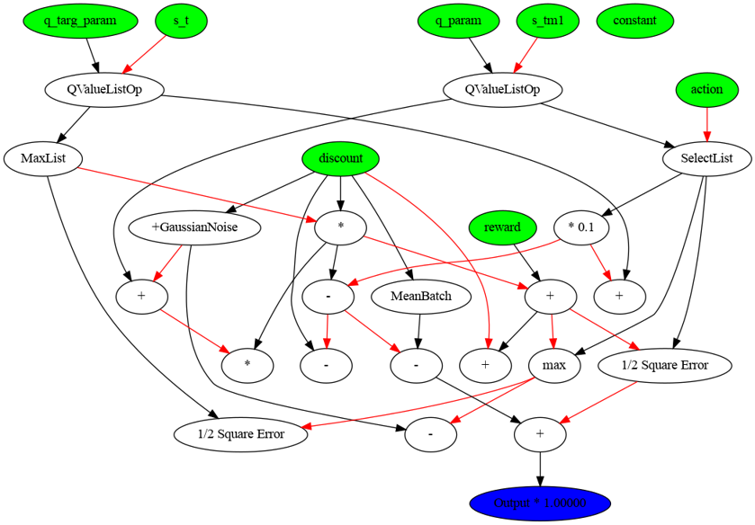 q_targ_param
s_t
q_param
s_tm1
constant
QValueListOp
QValueListOp
action
MaxList
discount
SelectList
+GaussianNoise
*
reward
* 0.1
+
-
MeanBatch
+
+
*
-
-
+
max
1/2 Square Error
1/2 Square Error
-
+
Output * 1.00000